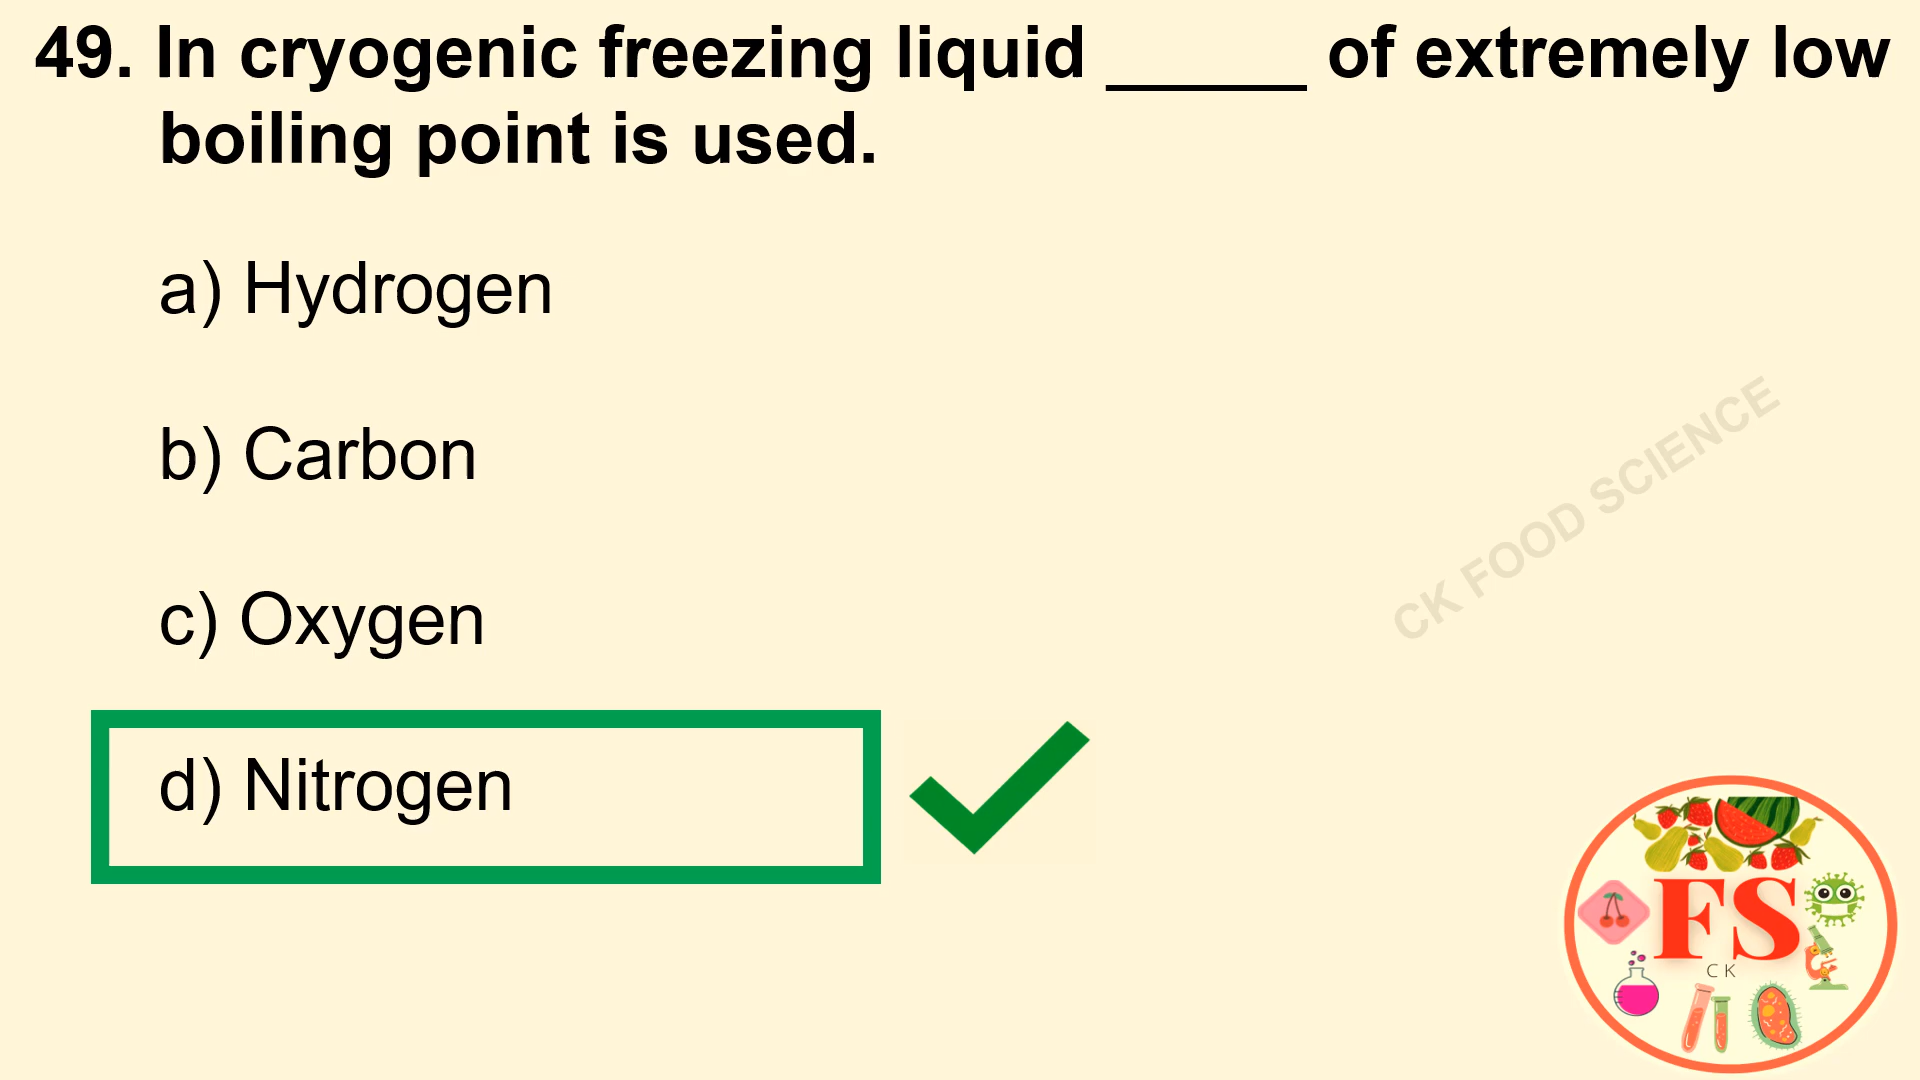 49. In cryogenic freezing liquid _____ of extremely low
boiling point is used.
a) Hydrogen
b) Carbon
c) Oxygen
d) Nitrogen
CK FOOD SCIENCE
FS
CK